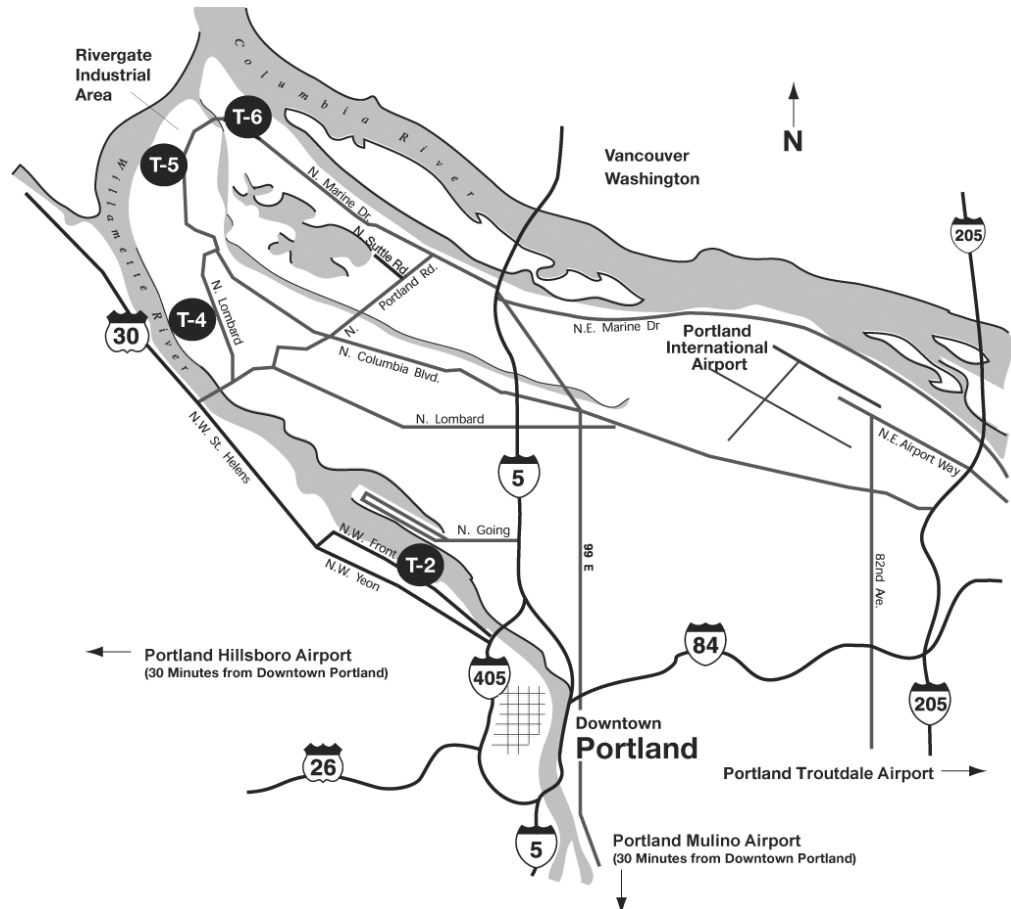 Columbia River
Rivergate
Industrial
Area
T-6
N
T-5
Vancouver
Washington
Willamette River
N. Marine Dr.
N. Suttle Rd.
205
N. Portland Rd.
T-4
N. Lombard
30
N.E. Marine Dr
Portland
International
Airport
N. Columbia Blvd.
N. Lombard
N.W. St. Helens
N.E. Airport Way
5
N. Going
N.W. Front
T-2
N.W. Yeon
99 E
82nd Ave.
84
Portland Hillsboro Airport
(30 Minutes from Downtown Portland)
405
205
Downtown
Portland
26
Portland Troutdale Airport
5
Portland Mulino Airport
(30 Minutes from Downtown Portland)